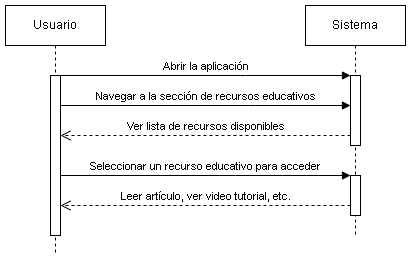 Usuario
Sistema
Abrir la aplicación
Navegar a la sección de recursos educativos
Ver lista de recursos disponibles
Seleccionar un recurso educativo para acceder
Leer artículo, ver video tutorial, etc.